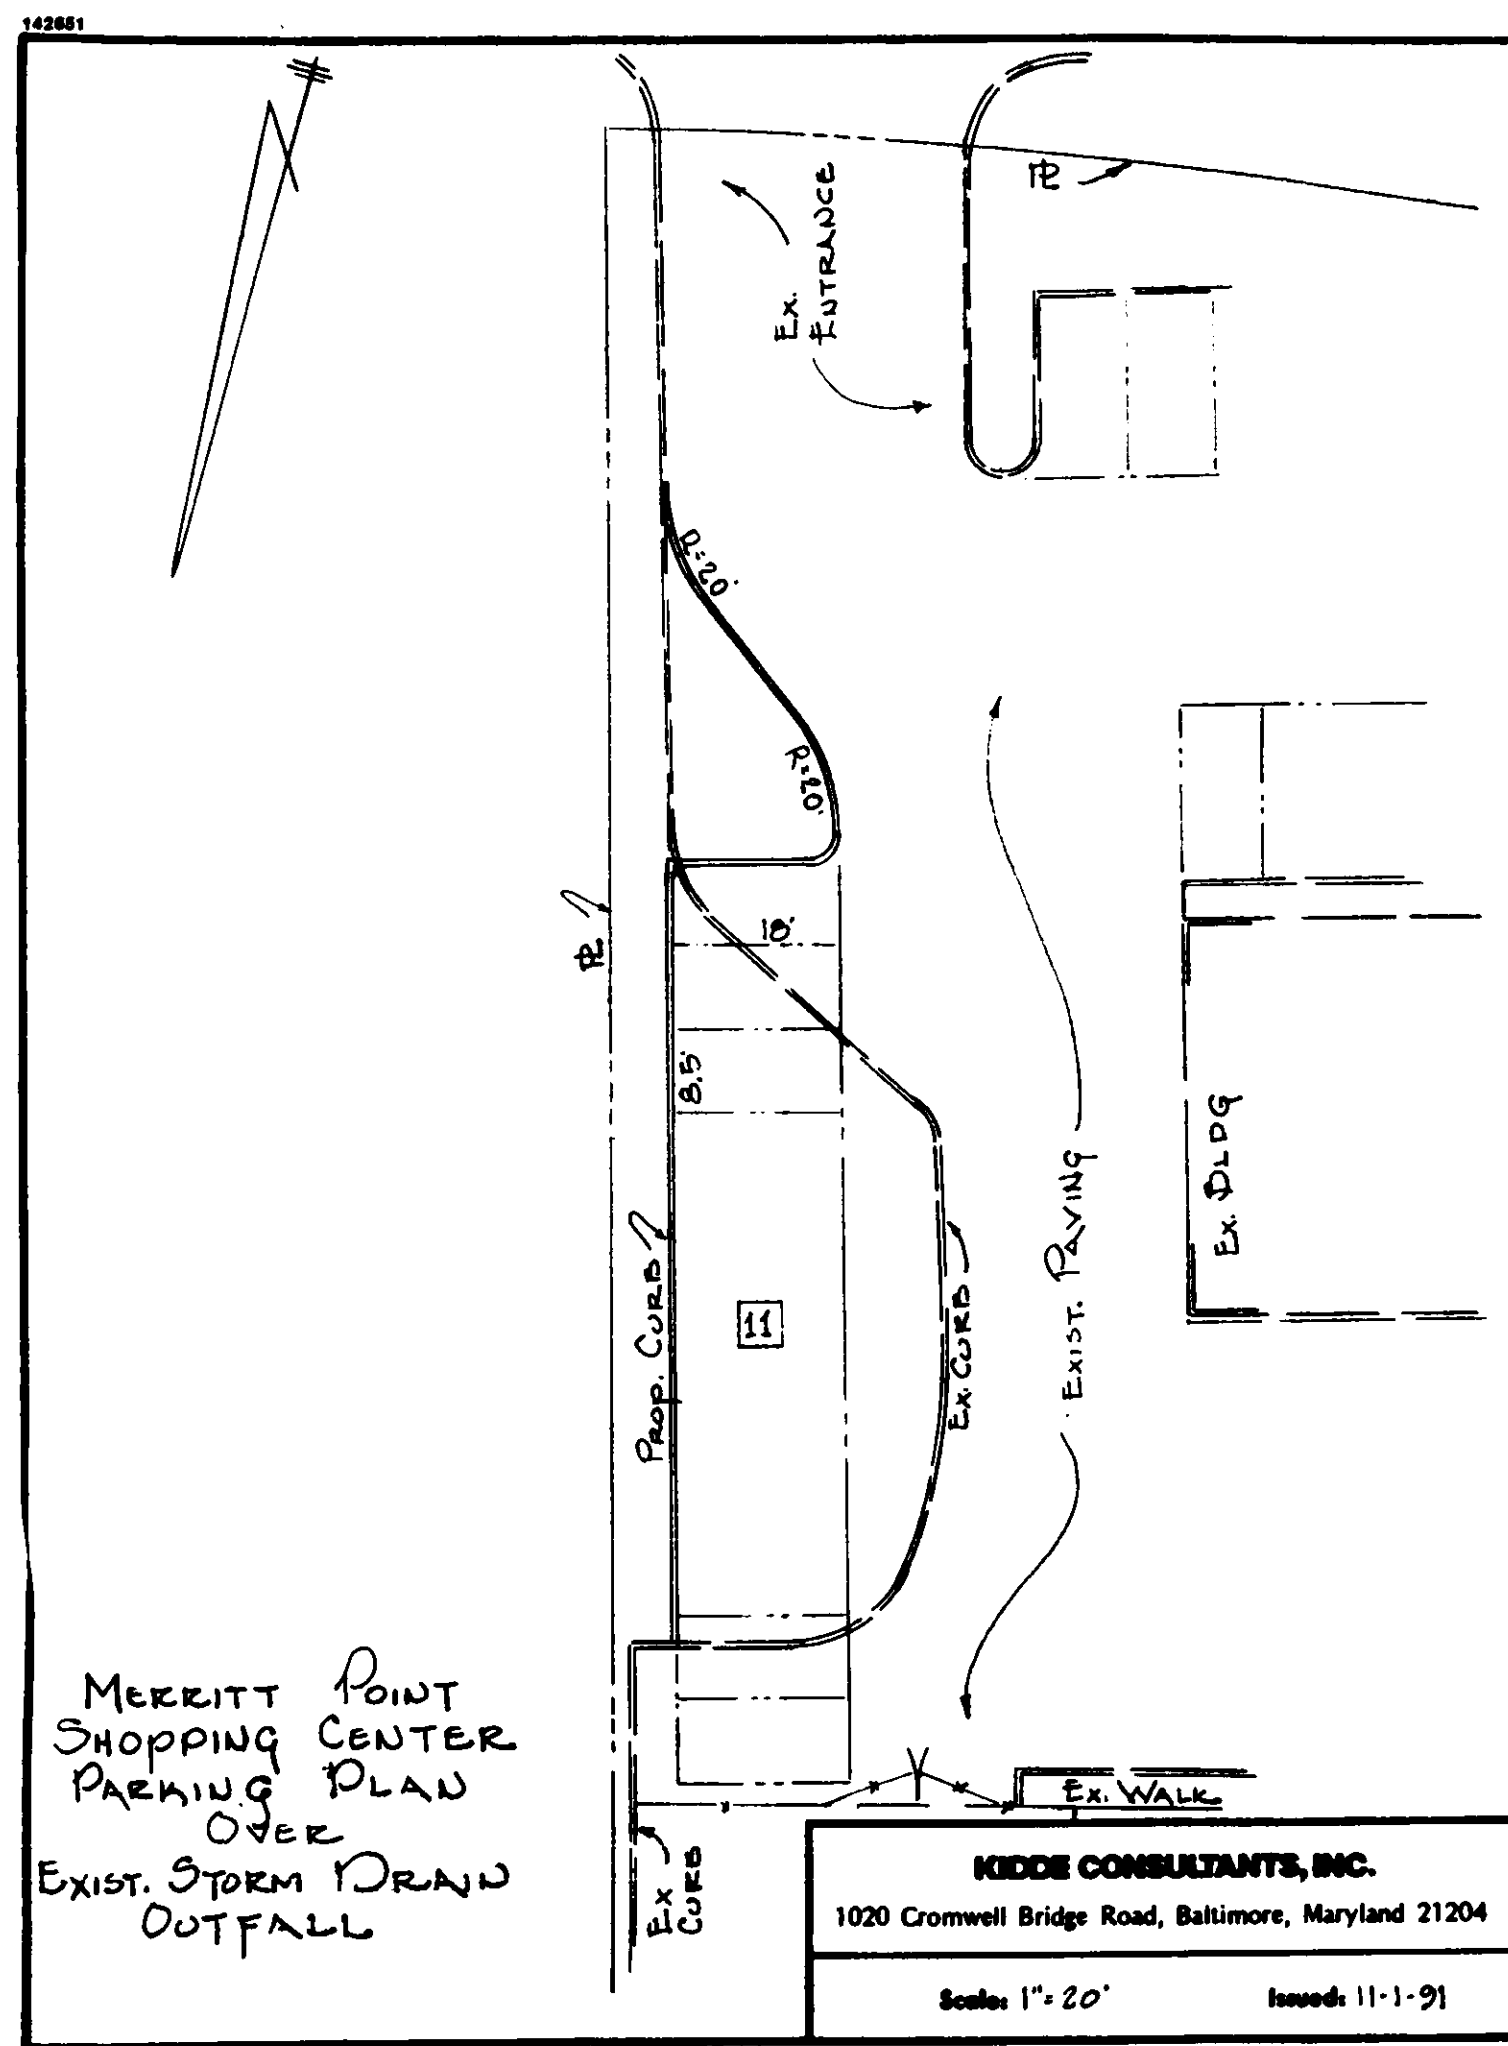 142651
Ex.
ENTRANCE
PL
R=20'
R=20'
18'
PL
8.5'
PROP. CURB
11
EX. CURB
EXIST. PAVING
EX. BLDG
MERRITT POINT
SHOPPING CENTER
PARKING PLAN
OVER
EXIST. STORM DRAIN
OUTFALL
EX. WALK
EX
CURB
KIDDE CONSULTANTS, INC.
1020 Cromwell Bridge Road, Baltimore, Maryland 21204
Scale: 1"=20'
Issued: 11-1-91